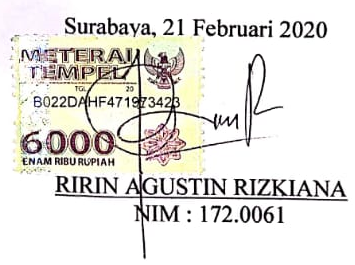 Surabaya, 21 Februari 2020
METERAI
TEMPEL
TGL 20
B022DAHF471973423
6000
ENAM RIBU RUPIAH
RIRIN AGUSTIN RIZKIANA
NIM : 172.0061